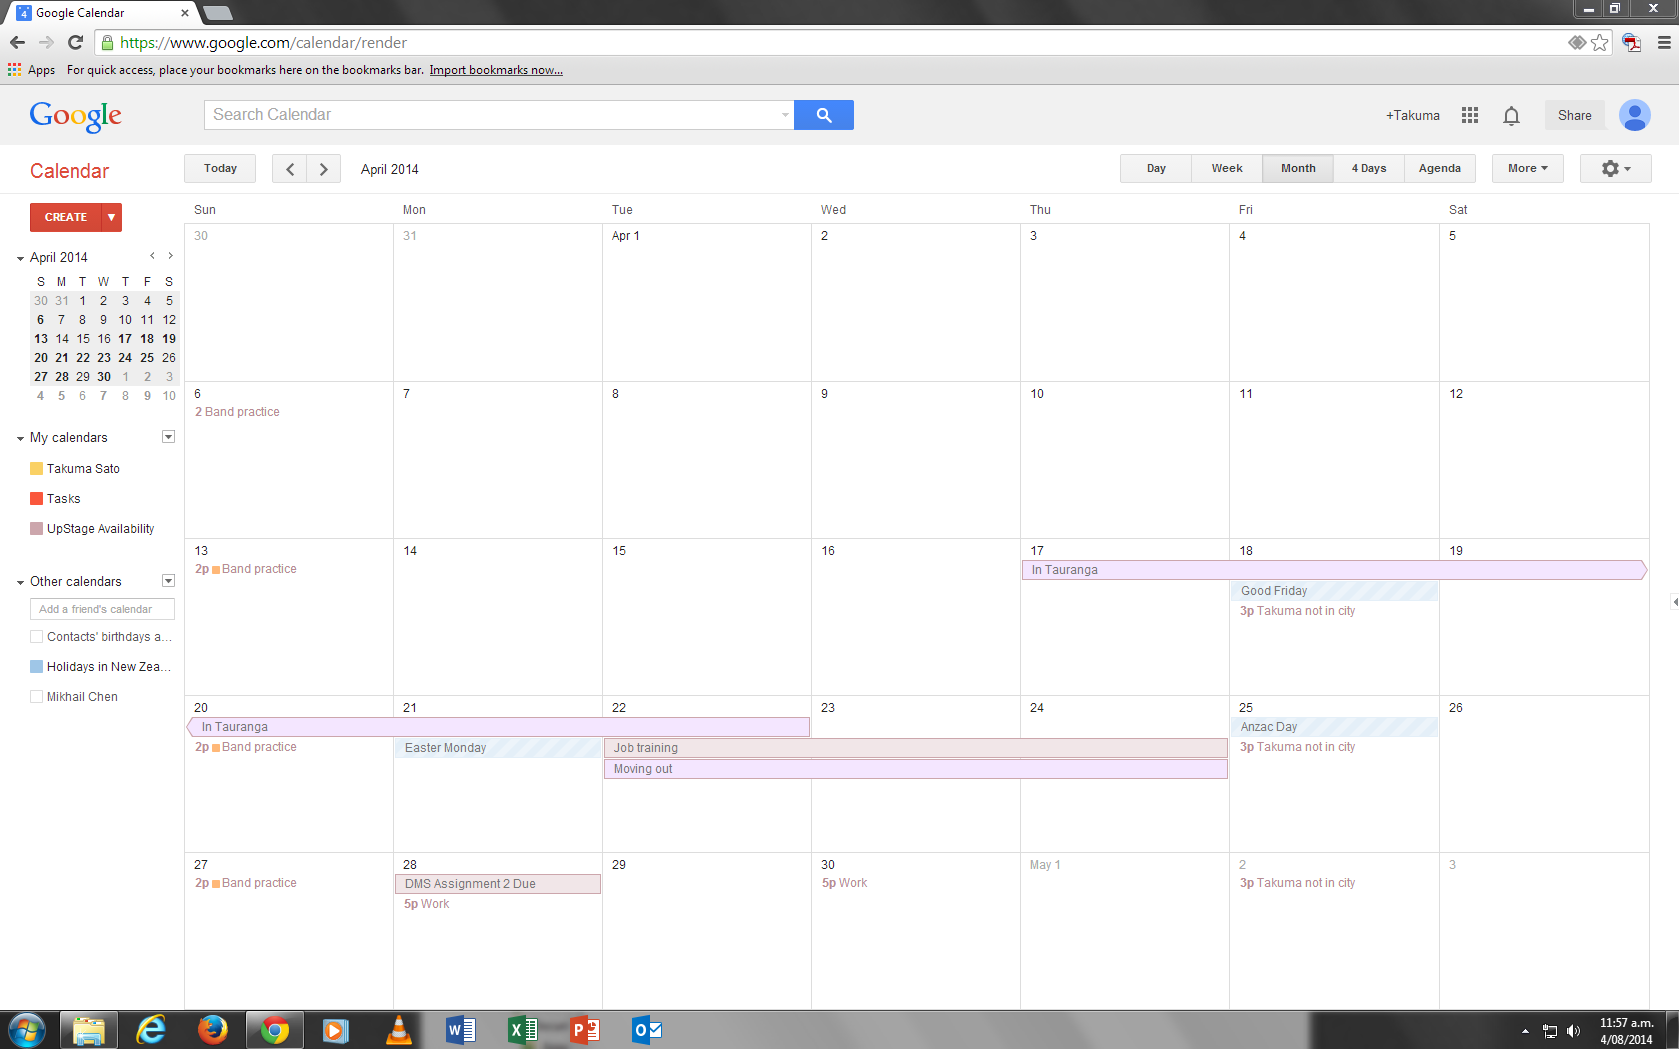 Google Calendar
https://www.google.com/calendar/render
Apps For quick access, place your bookmarks here on the bookmarks bar. Import bookmarks now...
Google
Search Calendar
+Takuma
Share
Calendar
Today
April 2014
Day Week Month 4 Days Agenda
More
CREATE
April 2014
S M T W T F S
30 31 1 2 3 4 5
6 7 8 9 10 11 12
13 14 15 16 17 18 19
20 21 22 23 24 25 26
27 28 29 30 1 2 3
4 5 6 7 8 9 10
My calendars
Takuma Sato
Tasks
UpStage Availability
Other calendars
Add a friend's calendar
Contacts' birthdays a...
Holidays in New Zea...
Mikhail Chen
Sun Mon Tue Wed Thu Fri Sat
30 31 Apr 1 2 3 4 5
6 7 8 9 10 11 12
2 Band practice
13 14 15 16 17 18 19
2p Band practice
In Tauranga
Good Friday
3p Takuma not in city
20 21 22 23 24 25 26
In Tauranga
Anzac Day
2p Band practice
Easter Monday
Job training
3p Takuma not in city
Moving out
27 28 29 30 May 1 2 3
2p Band practice
DMS Assignment 2 Due
5p Work
3p Takuma not in city
5p Work
11:57 a.m.
4/08/2014